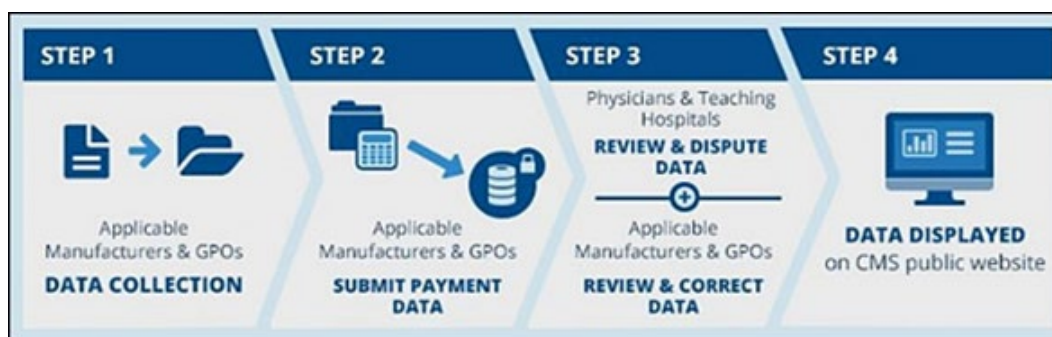 STEP 1
Applicable
Manufacturers & GPOs
DATA COLLECTION
STEP 2
Applicable
Manufacturers & GPOs
SUBMIT PAYMENT
DATA
STEP 3
Physicians & Teaching
Hospitals
REVIEW & DISPUTE
DATA
Applicable
Manufacturers & GPOs
REVIEW & CORRECT
DATA
STEP 4
DATA DISPLAYED
on CMS public website